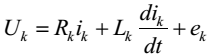 U_k = R_k i_k + L_k \frac{di_k}{dt} + e_k